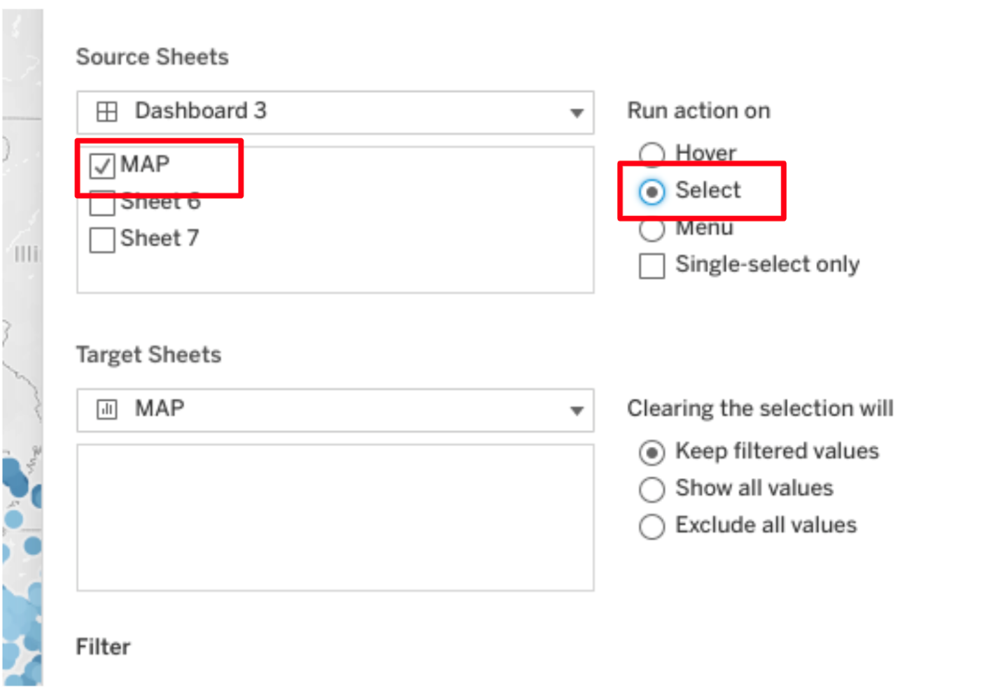 Source Sheets
Dashboard 3
MAP
Sheet 6
Sheet 7
Run action on
Hover
Select
Menu
Single-select only
Target Sheets
MAP
Clearing the selection will
Keep filtered values
Show all values
Exclude all values
Filter